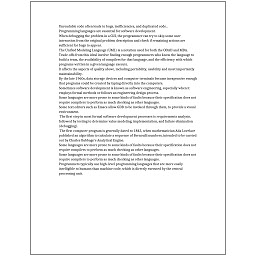 Unreadable code often leads to bugs, inefficiencies, and duplicated code..
Programming languages are essential for software development.
When debugging the problem in a GUI, the programmer can try to skip some user
interaction from the original problem description and check if remaining actions are
sufficient for bugs to appear.
The Unified Modeling Language (UML) is a notation used for both the OOAD and MDA.
Trade-offs from this ideal involve finding enough programmers who know the language to
build a team, the availability of compilers for that language, and the efficiency with which
programs written in a given language execute.
It affects the aspects of quality above, including portability, usability and most importantly
maintainability.
By the late 1960s, data storage devices and computer terminals became inexpensive enough
that programs could be created by typing directly into the computers.
Sometimes software development is known as software engineering, especially when it
employs formal methods or follows an engineering design process.
Some languages are more prone to some kinds of faults because their specification does not
require compilers to perform as much checking as other languages.
Some text editors such as Emacs allow GDB to be invoked through them, to provide a visual
environment.
The first step in most formal software development processes is requirements analysis,
followed by testing to determine value modeling, implementation, and failure elimination
(debugging).
The first computer program is generally dated to 1843, when mathematician Ada Lovelace
published an algorithm to calculate a sequence of Bernoulli numbers, intended to be carried
out by Charles Babbage's Analytical Engine.
Some languages are more prone to some kinds of faults because their specification does not
require compilers to perform as much checking as other languages.
Some languages are more prone to some kinds of faults because their specification does not
require compilers to perform as much checking as other languages.
Programmers typically use high-level programming languages that are more easily
intelligible to humans than machine code, which is directly executed by the central
processing unit.